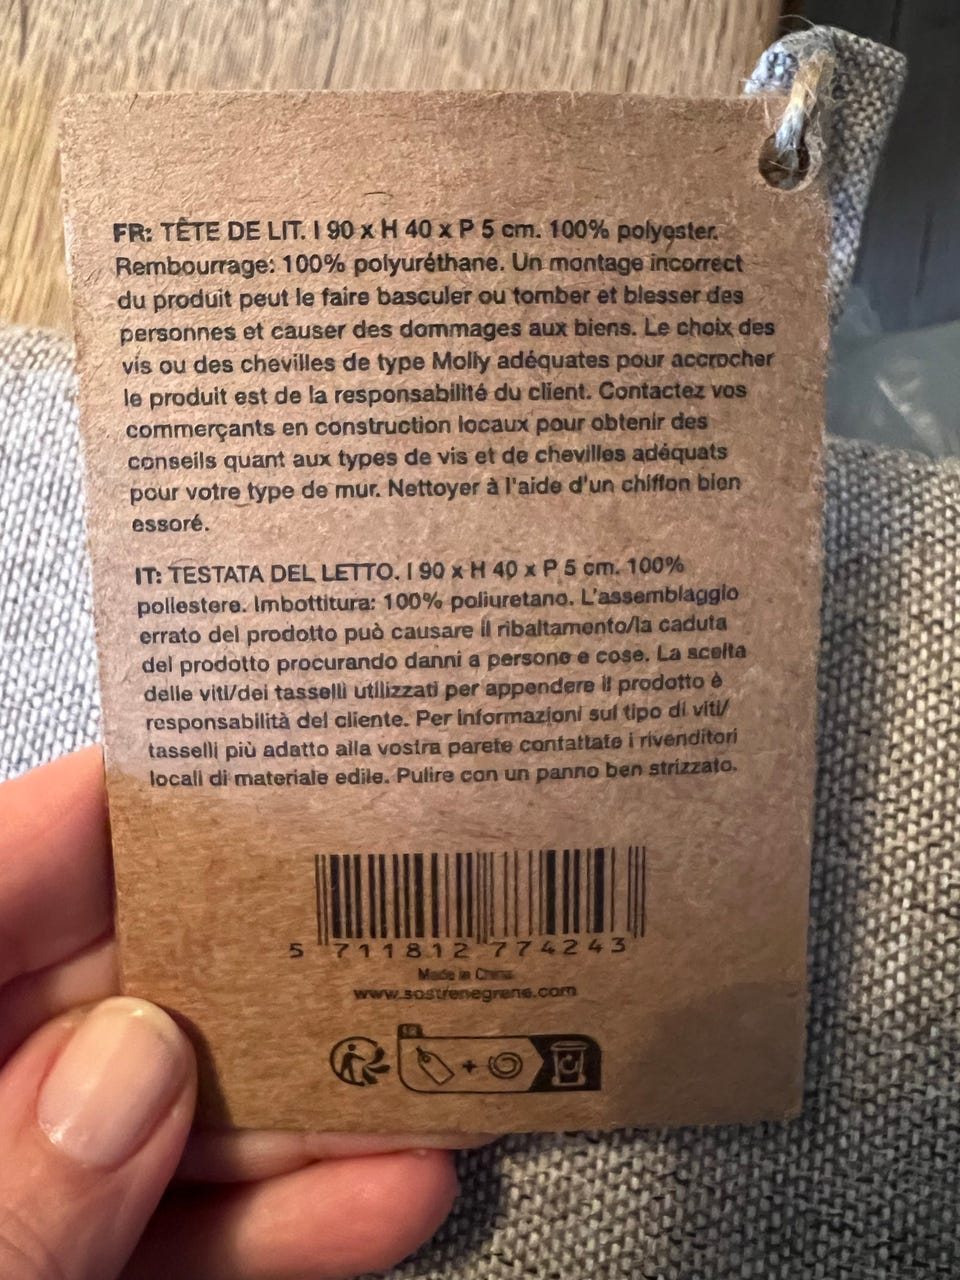 FR: TÊTE DE LIT. l 90 x H 40 x P 5 cm. 100% polyester.
Rembourrage: 100% polyuréthane. Un montage incorrect
du produit peut le faire basculer ou tomber et blesser des
personnes et causer des dommages aux biens. Le choix des
vis ou des chevilles de type Molly adéquates pour accrocher
le produit est de la responsabilité du client. Contactez vos
commerçants en construction locaux pour obtenir des
conseils quant aux types de vis et de chevilles adéquats
pour votre type de mur. Nettoyer à l'aide d'un chiffon bien
essoré.
IT: TESTATA DEL LETTO. l 90 x H 40 x P 5 cm. 100%
poliestere. Imbottitura: 100% poliuretano. L'assemblaggio
errato del prodotto può causare il ribaltamento/la caduta
del prodotto procurando danni a persone e cose. La scelta
delle viti/dei tasselli utilizzati per appendere il prodotto è
responsabilità del cliente. Per informazioni sul tipo di viti/
tasselli più adatto alla vostra parete contattate i rivenditori
locali di materiale edile. Pulire con un panno ben strizzato.
5 711812 774243
Made in China
www.sostrenegrene.com